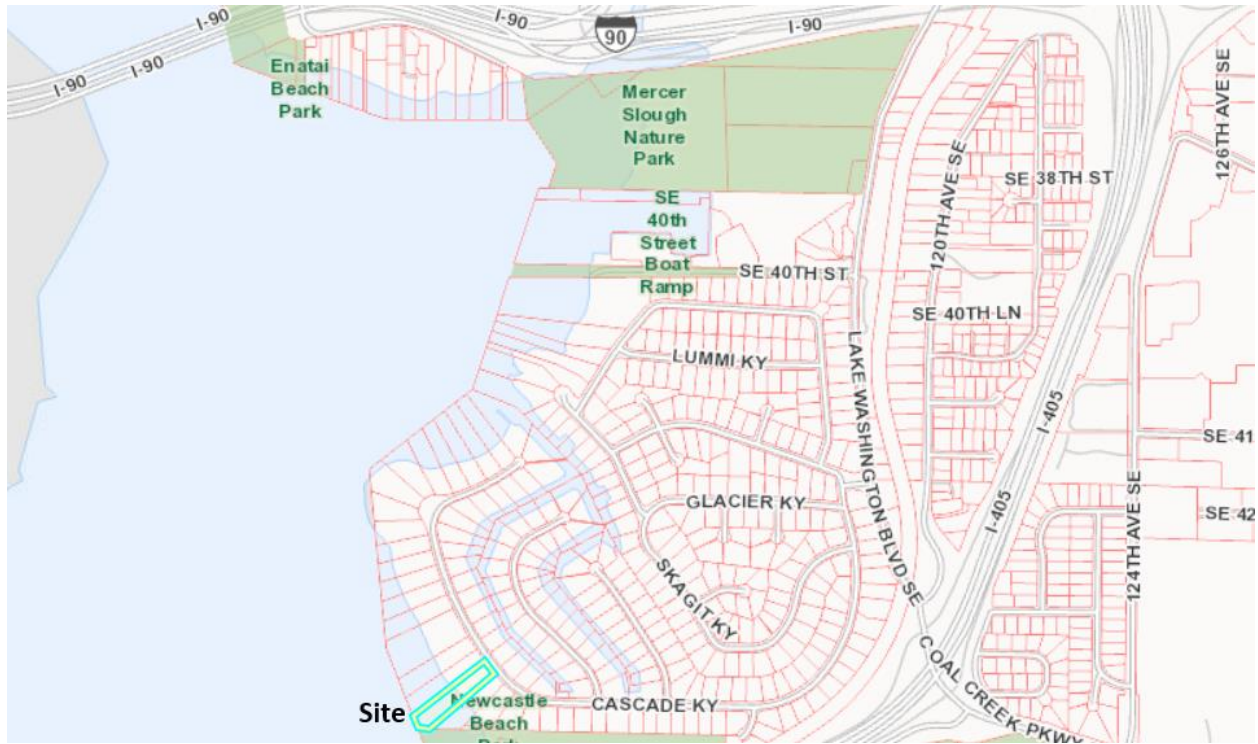 I-90
I-90
90
I-90
I-90
Enatai
Beach
Park
Mercer
Slough
Nature
Park
126TH AVE SE
120TH AVE SE
SE 38TH ST
SE
40th
Street
Boat
Ramp
SE 40TH ST
SE 40TH LN
LUMMI KY
LAKE WASHINGTON BLVD SE
I-405
SE 41
GLACIER KY
I-405
SE 42
124TH AVE SE
SKAGIT KY
COAL CREEK PKWY
CASCADE KY
Site
Newcastle
Beach